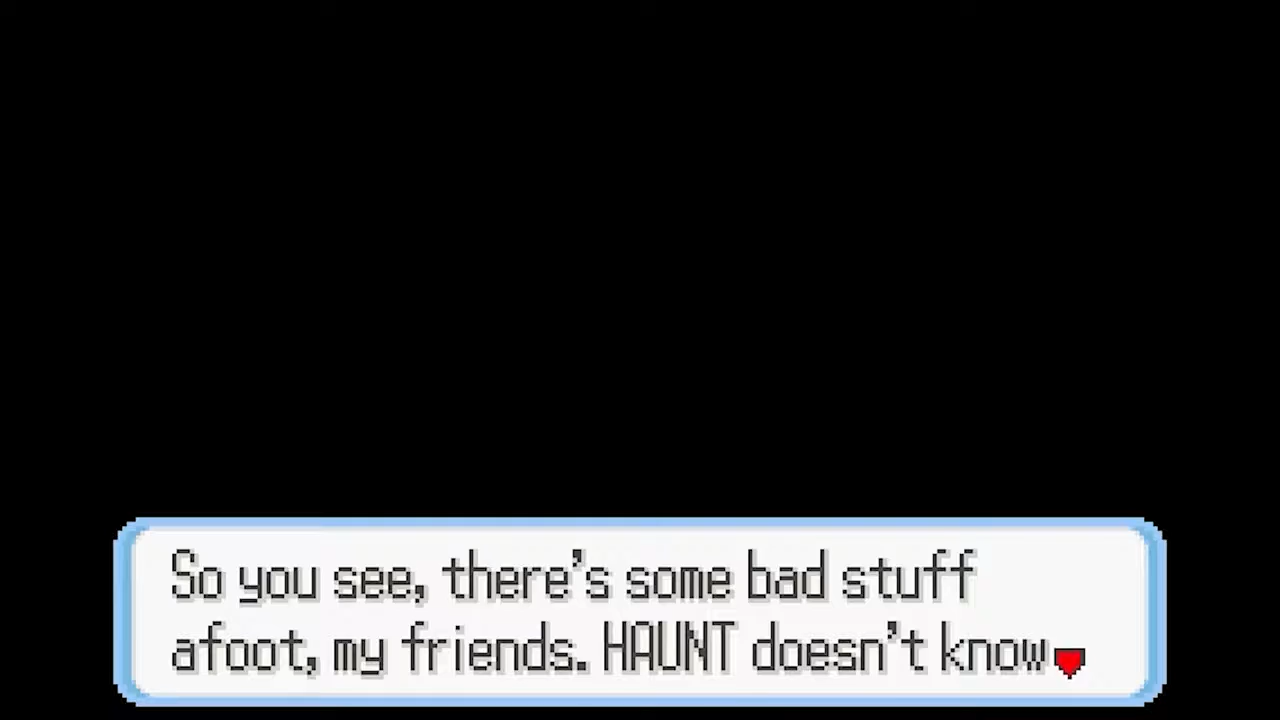 So you see, there's some bad stuff
afoot, my friends. HAUNT doesn't know